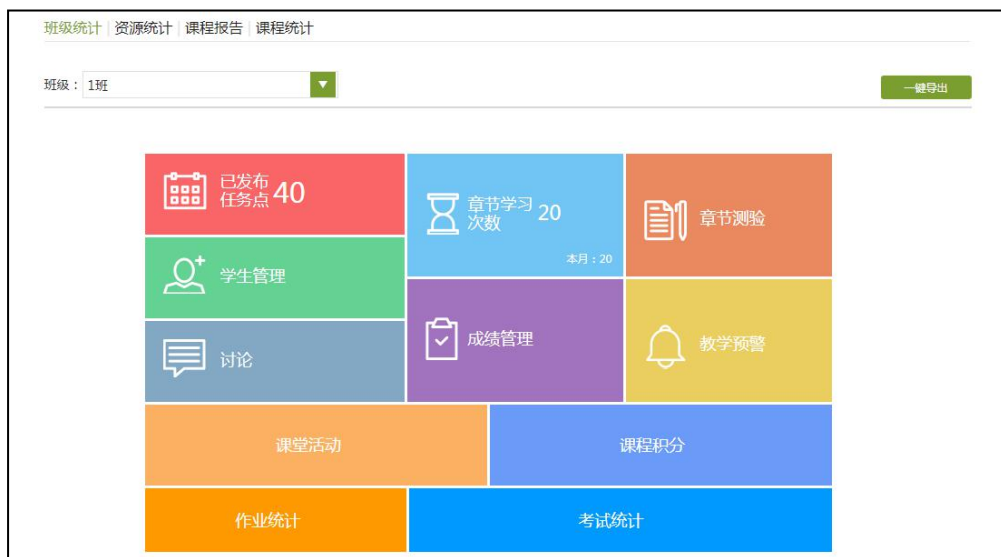 班级统计 资源统计 课程报告 课程统计
班级：1班
一键导出
已发布
任务点 40
章节学习
次数 20
本月：20
章节测验
学生管理
成绩管理
教学预警
讨论
课堂活动
课程积分
作业统计
考试统计